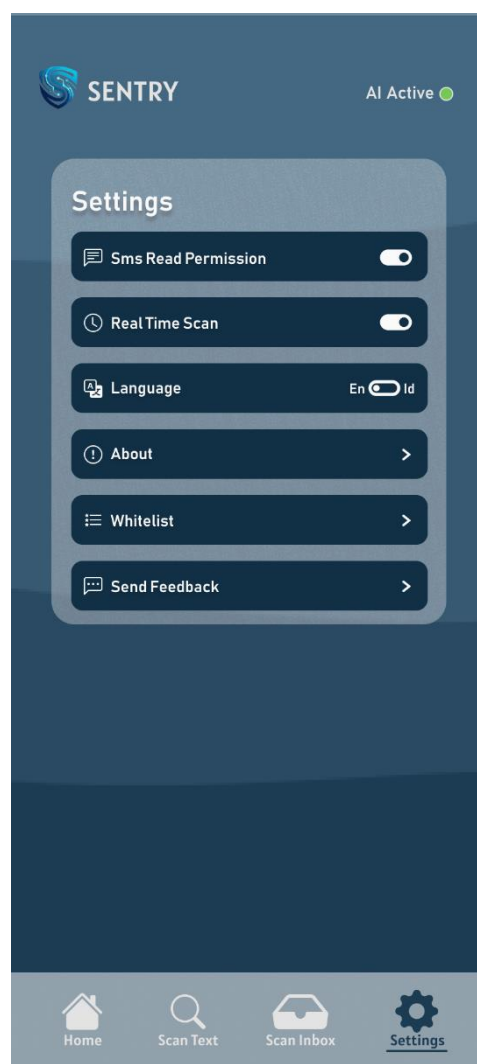 SENTRY
AI Active
Settings
Sms Read Permission
Real Time Scan
Language En Id
About
Whitelist
Send Feedback
Home Scan Text Scan Inbox Settings